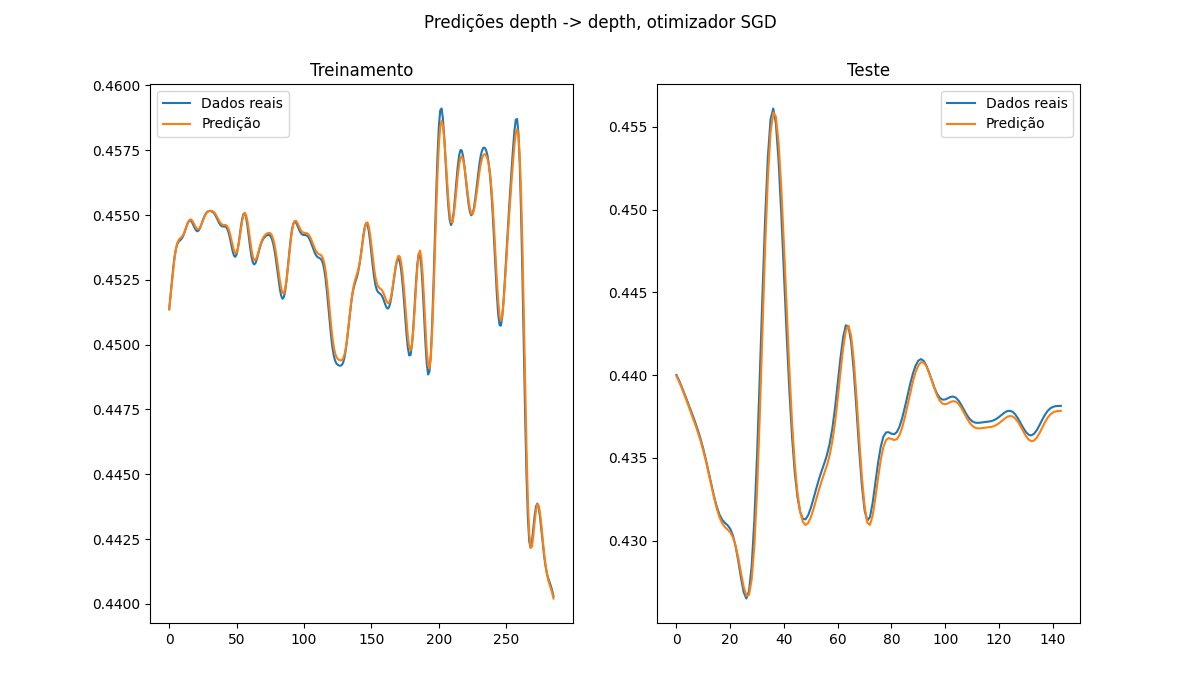 Predições depth -> depth, otimizador SGD
Treinamento
Dados reais
Predição
0.4600
0.4575
0.4550
0.4525
0.4500
0.4475
0.4450
0.4425
0.4400
0 50 100 150 200 250
Teste
Dados reais
Predição
0.455
0.450
0.445
0.440
0.435
0.430
0 20 40 60 80 100 120 140